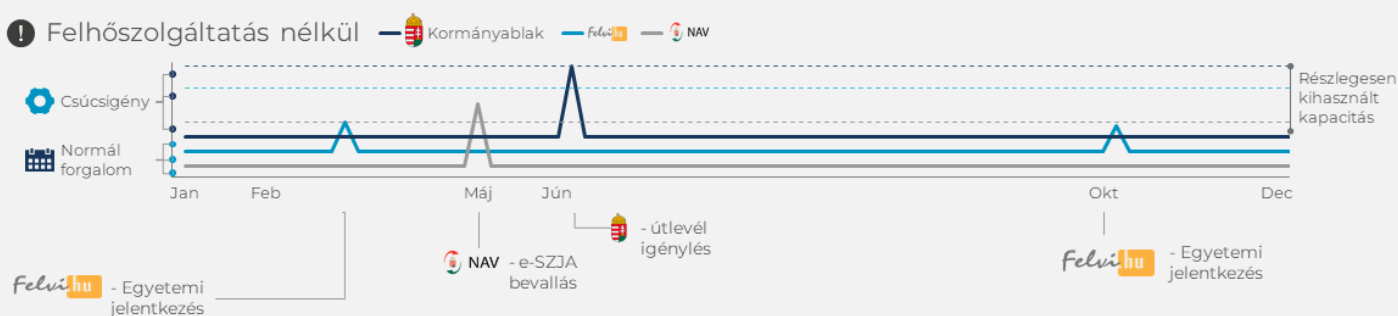 ! Felhőszolgáltatás nélkül
Kormányablak
Felvi.hu
NAV
Csúcsigény
Normál
forgalom
Részlegesen
kihasznált
kapacitás
Jan Feb Máj Jún Okt Dec
- útlevél
igénylés
NAV - e-SZJA
bevallás
Felvi.hu - Egyetemi
jelentkezés
Felvi.hu - Egyetemi
jelentkezés